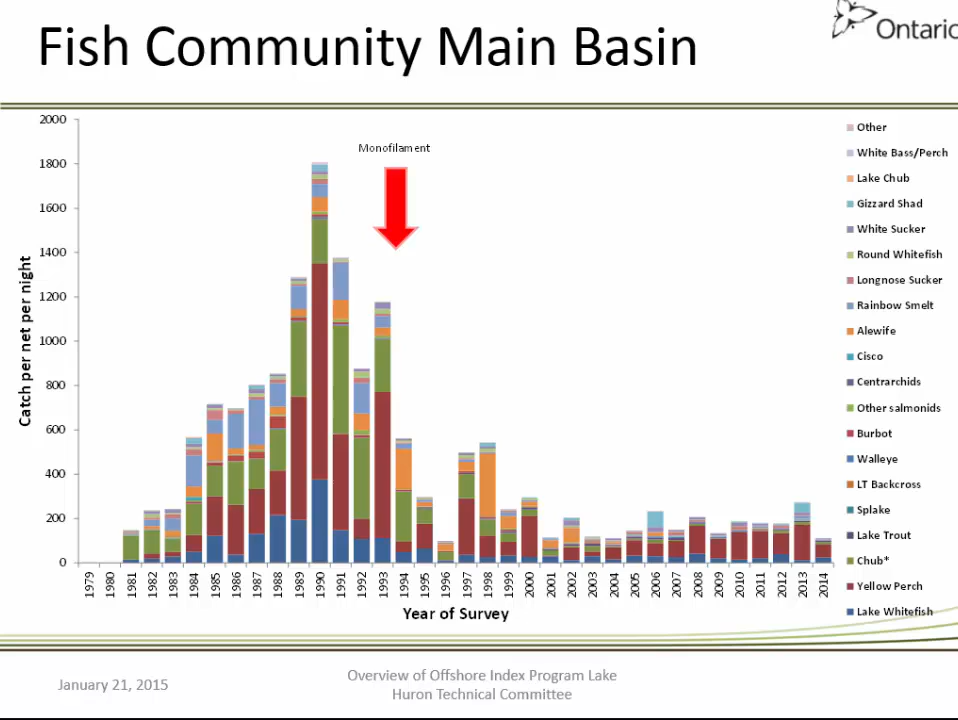 Fish Community Main Basin
Ontario
Monofilament
Catch per net per night
2000
1800
1600
1400
1200
1000
800
600
400
200
0
1979
1980
1981
1982
1983
1984
1985
1986
1987
1988
1989
1990
1991
1992
1993
1994
1995
1996
1997
1998
1999
2000
2001
2002
2003
2004
2005
2006
2007
2008
2009
2010
2011
2012
2013
2014
Year of Survey
Other
White Bass/Perch
Lake Chub
Gizzard Shad
White Sucker
Round Whitefish
Longnose Sucker
Rainbow Smelt
Alewife
Cisco
Centrarchids
Other salmonids
Burbot
Walleye
LT Backcross
Splake
Lake Trout
Chub*
Yellow Perch
Lake Whitefish
January 21, 2015
Overview of Offshore Index Program Lake
Huron Technical Committee